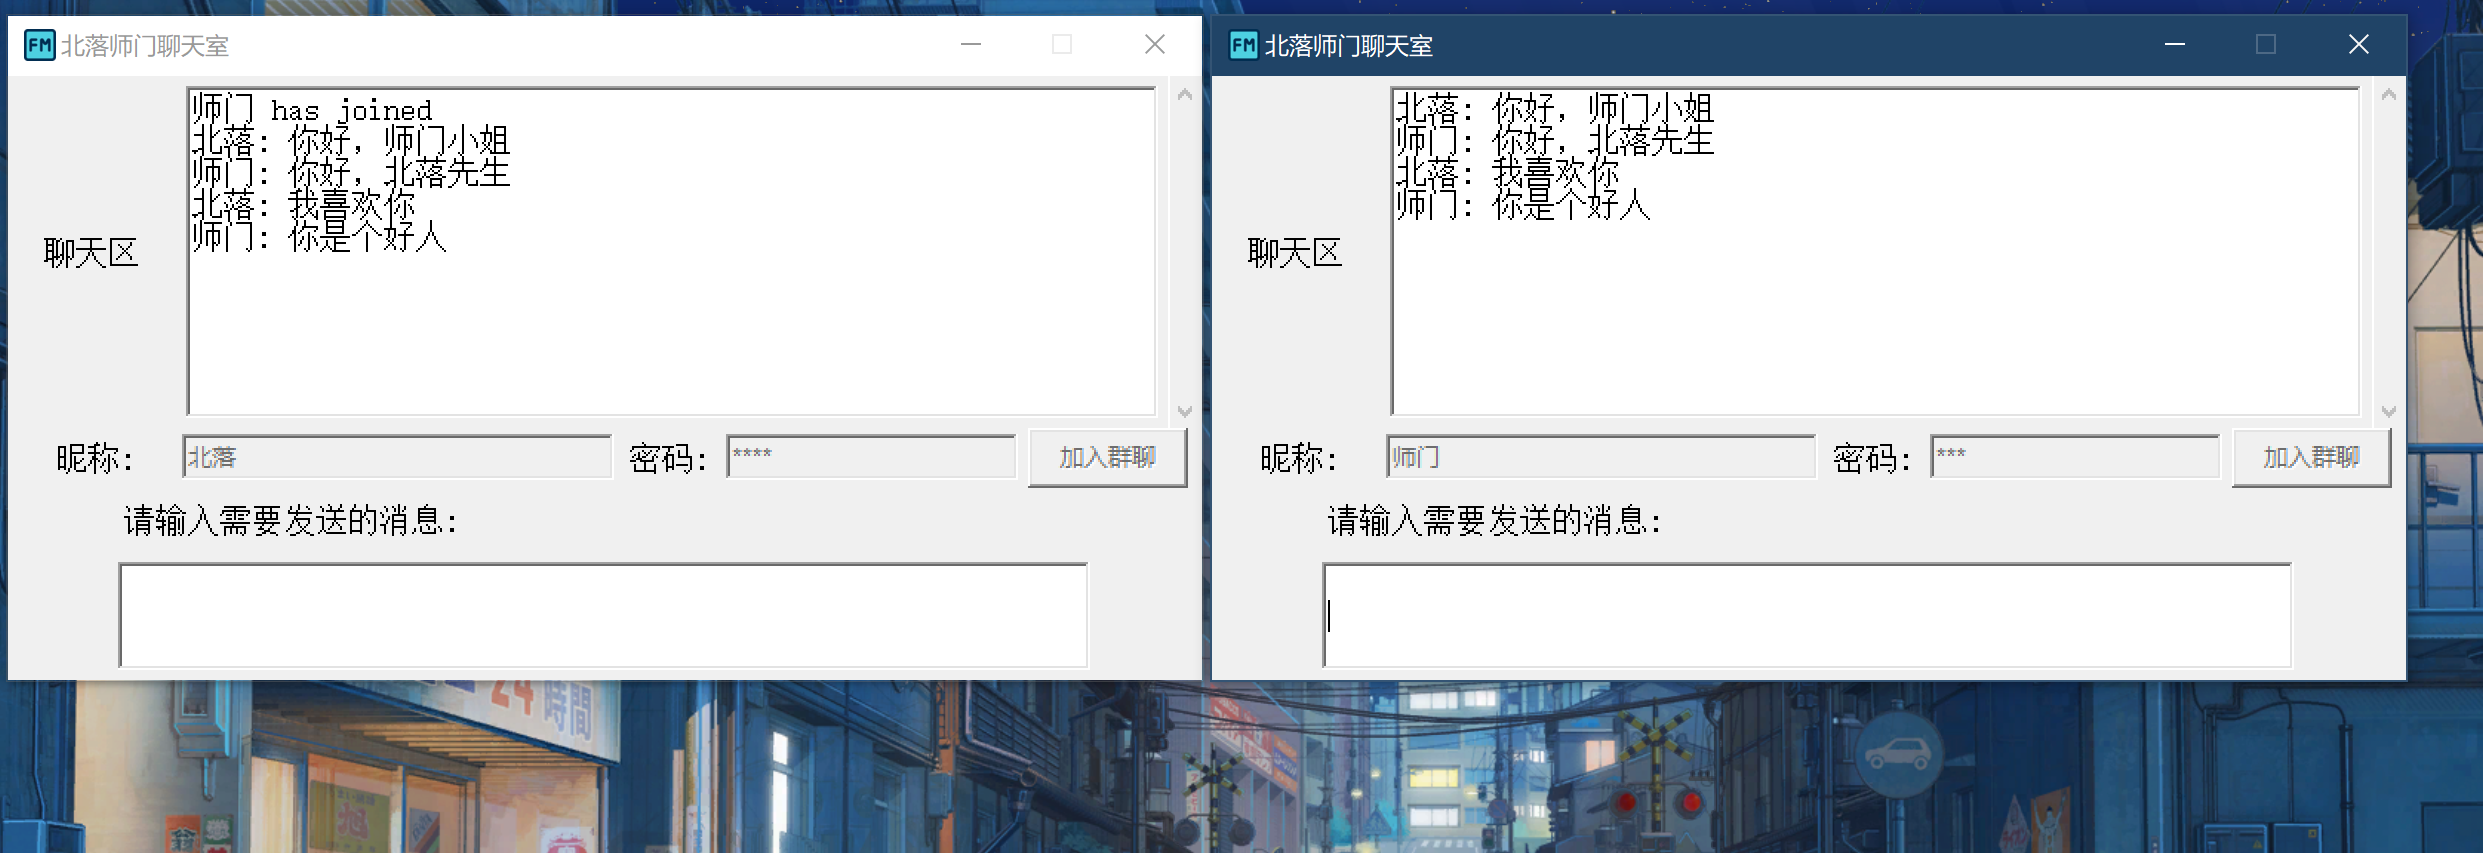 FM 北落师门聊天室
师门 has joined
北落：你好，师门小姐
师门：你好，北落先生
北落：我喜欢你
师门：你是个好人
聊天区
昵称：
北落
密码：
****
加入群聊
请输入需要发送的消息：
FM 北落师门聊天室
北落：你好，师门小姐
师门：你好，北落先生
北落：我喜欢你
师门：你是个好人
聊天区
昵称：
师门
密码：
***
加入群聊
请输入需要发送的消息：
24時間